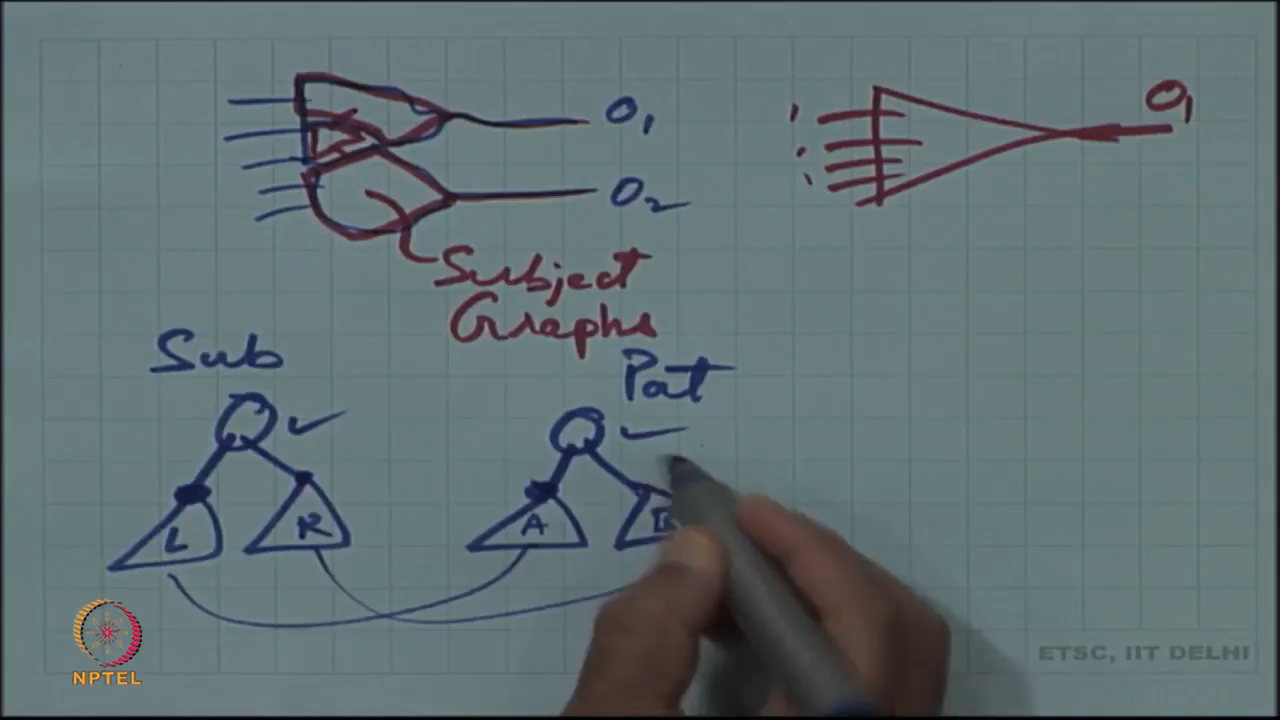 O1
O2
O1
Subject
Graphs
Sub
Pat
L
R
A
NPTEL
ETSC, IIT DELHI